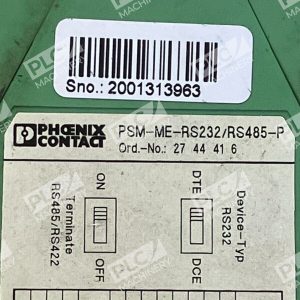 Sno.: 2001313963
PHŒNIX
CONTACT
PSM-ME-RS232/RS485-P
Ord.-No.: 27 44 41 6
ON
OFF
Terminate
RS485/RS422
DTE
DCE
Device-Typ
RS232